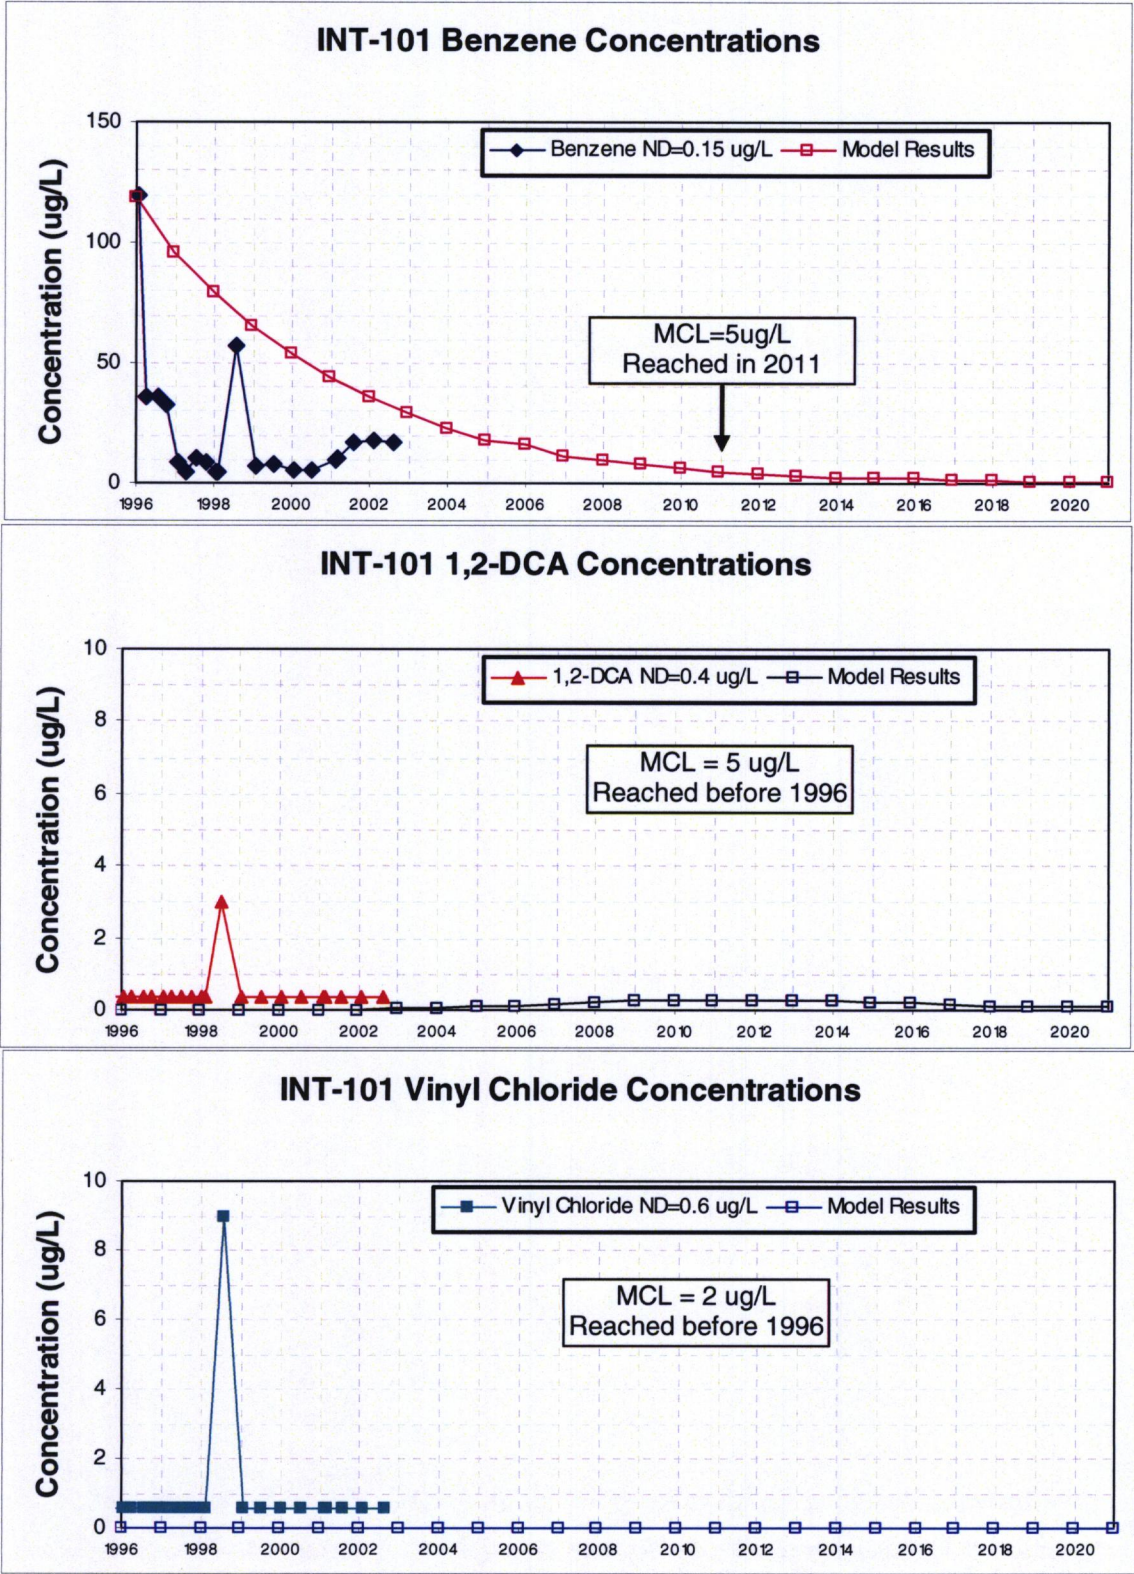 INT-101 Benzene Concentrations
Concentration (ug/L)
150
100
50
0
Benzene ND=0.15 ug/L Model Results
MCL=5ug/L
Reached in 2011
1996 1998 2000 2002 2004 2006 2008 2010 2012 2014 2016 2018 2020
INT-101 1,2-DCA Concentrations
Concentration (ug/L)
10
8
6
4
2
0
1,2-DCA ND=0.4 ug/L Model Results
MCL = 5 ug/L
Reached before 1996
1996 1998 2000 2002 2004 2006 2008 2010 2012 2014 2016 2018 2020
INT-101 Vinyl Chloride Concentrations
Concentration (ug/L)
10
8
6
4
2
0
Vinyl Chloride ND=0.6 ug/L Model Results
MCL = 2 ug/L
Reached before 1996
1996 1998 2000 2002 2004 2006 2008 2010 2012 2014 2016 2018 2020